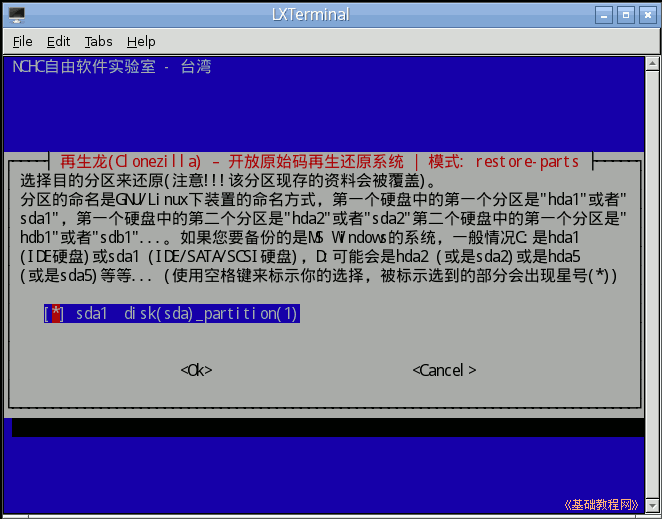 LXTerminal
File Edit Tabs Help
NCHC自由软件实验室 - 台湾
再生龙(Clonezilla) – 开放原始码再生还原系统 | 模式: restore-parts
选择目的分区来还原(注意!!!该分区现存的资料会被覆盖)。
分区的命名是GNU/Linux下装置的命名方式，第一个硬盘中的第一个分区是"hda1"或者"
sda1"，第一个硬盘中的第二个分区是"hda2"或者"sda2"第二个硬盘中的第一个分区是"
hdb1"或者"sdb1"...。如果您要备份的是MS Windows的系统，一般情况C:是hda1
(IDE硬盘)或sda1 (IDE/SATA/SCSI硬盘)，D:可能会是hda2 (或是sda2)或是hda5
(或是sda5)等等... (使用空格键来标示你的选择，被标示选到的部分会出现星号(*))
[*] sda1 disk(sda)_partition(1)
<Ok> <Cancel >
《基础教程网》